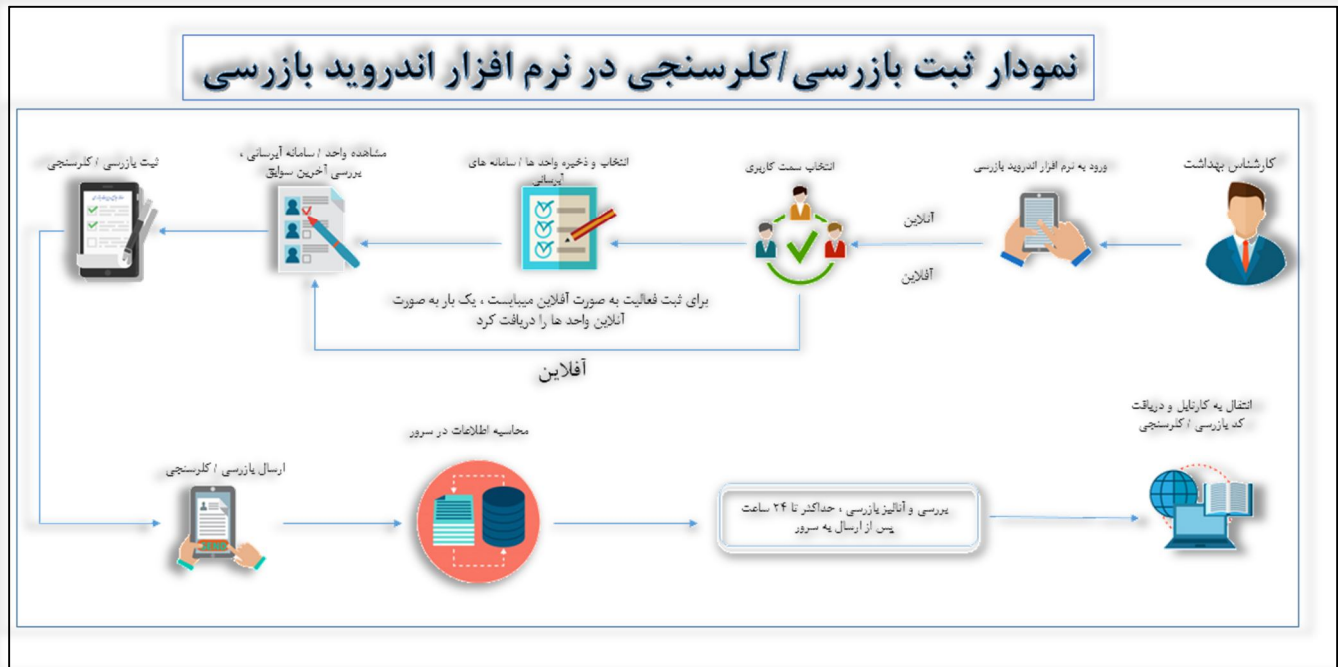 نمودار ثبت بازرسی/کلرسنجی در نرم افزار اندروید بازرسی
کارشناس بهداشت
ورود به نرم افزار اندروید بازرسی
آنلاین
آفلاین
انتخاب سمت کاربری
انتخاب و ذخیره واحد ها / سامانه های
آبرسانی
مشاهده واحد / سامانه آبرسانی ،
بررسی آخرین سوابق
ثبت بازرسی / کلرسنجی
برای ثبت فعالیت به صورت آفلاین میبایست ، یک بار به صورت
آنلاین واحد ها را دریافت کرد
آفلاین
ارسال بازرسی / کلرسنجی
محاسبه اطلاعات در سرور
بررسی و آنالیز بازرسی ، حداکثر تا ۲۴ ساعت
پس از ارسال به سرور
انتقال به کارتابل و دریافت
کد بازرسی / کلرسنجی